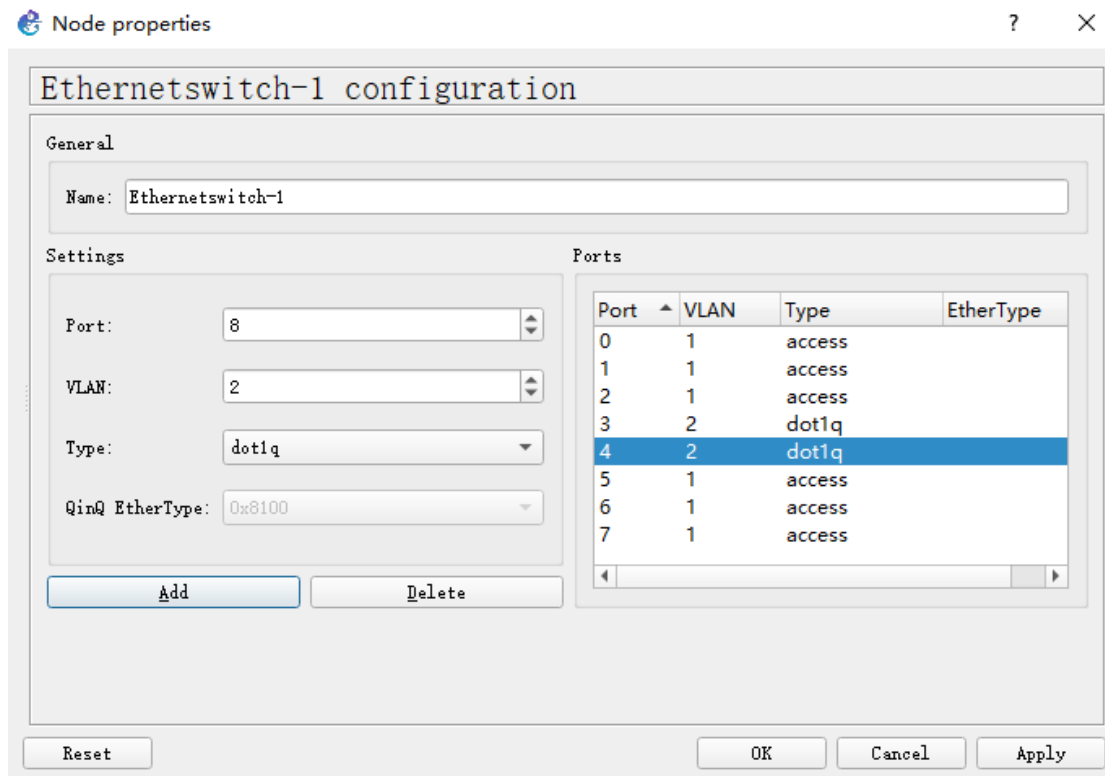 Node properties
?
Ethernetswitch-1 configuration
General
Name: Ethernetswitch-1
Settings
Port: 8
VLAN: 2
Type: dot1q
QinQ EtherType: 0x8100
Add
Delete
Ports
Port VLAN Type EtherType
0 1 access
1 1 access
2 1 access
3 2 dot1q
4 2 dot1q
5 1 access
6 1 access
7 1 access
Reset
OK
Cancel
Apply